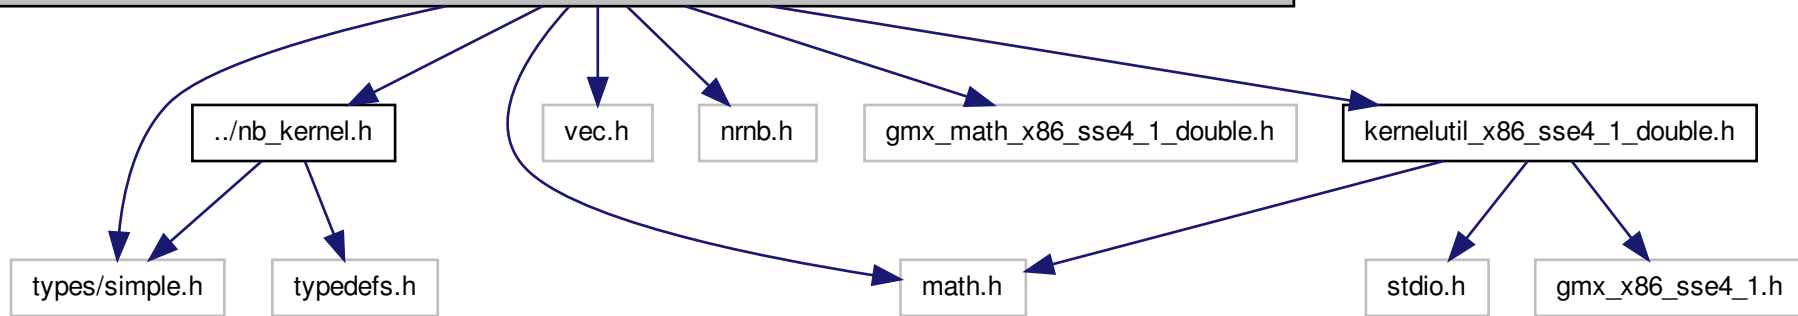 ../nb_kernel.h
vec.h
nrnb.h
gmx_math_x86_sse4_1_double.h
kernelutil_x86_sse4_1_double.h
types/simple.h
typedefs.h
math.h
stdio.h
gmx_x86_sse4_1.h